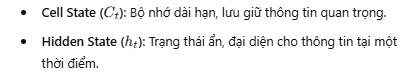 • Cell State (Cₜ): Bộ nhớ dài hạn, lưu giữ thông tin quan trọng.
• Hidden State (hₜ): Trạng thái ẩn, đại diện cho thông tin tại một
thời điểm.